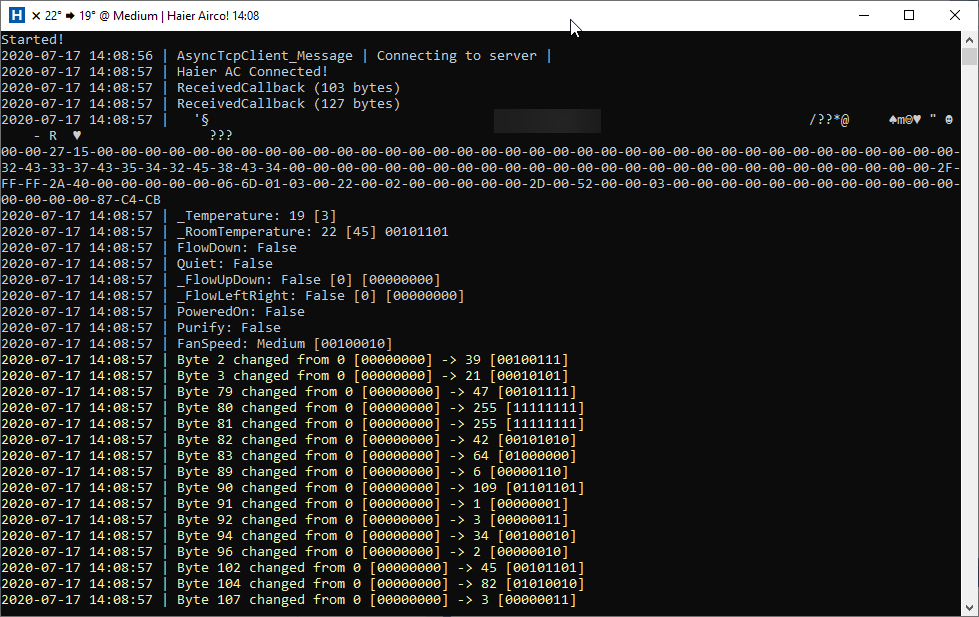 H ✕ 22° ➡ 19° @ Medium | Haier Airco! 14:08
Started!
2020-07-17 14:08:56 | AsyncTcpClient_Message | Connecting to server |
2020-07-17 14:08:57 | Haier AC Connected!
2020-07-17 14:08:57 | ReceivedCallback (103 bytes)
2020-07-17 14:08:57 | ReceivedCallback (127 bytes)
2020-07-17 14:08:57 |   '§ /??*@ ♠m☺♥ " ☻
- R ♥ ???
00-00-27-15-00-00-00-00-00-00-00-00-00-00-00-00-00-00-00-00-00-00-00-00-00-00-00-00-00-00-00-00-00-00-00-00-00-00-00-00-
32-43-33-37-43-35-34-32-45-38-43-34-00-00-00-00-00-00-00-00-00-00-00-00-00-00-00-00-00-00-00-00-00-00-00-00-00-00-00-2F-
FF-FF-2A-40-00-00-00-00-00-06-6D-01-03-00-22-00-02-00-00-00-00-00-2D-00-52-00-00-03-00-00-00-00-00-00-00-00-00-00-00-00-
00-00-00-00-87-C4-CB
2020-07-17 14:08:57 | _Temperature: 19 [3]
2020-07-17 14:08:57 | _RoomTemperature: 22 [45] 00101101
2020-07-17 14:08:57 | FlowDown: False
2020-07-17 14:08:57 | Quiet: False
2020-07-17 14:08:57 | _FlowUpDown: False [0] [00000000]
2020-07-17 14:08:57 | _FlowLeftRight: False [0] [00000000]
2020-07-17 14:08:57 | PoweredOn: False
2020-07-17 14:08:57 | Purify: False
2020-07-17 14:08:57 | FanSpeed: Medium [00100010]
2020-07-17 14:08:57 | Byte 2 changed from 0 [00000000] -> 39 [00100111]
2020-07-17 14:08:57 | Byte 3 changed from 0 [00000000] -> 21 [00010101]
2020-07-17 14:08:57 | Byte 79 changed from 0 [00000000] -> 47 [00101111]
2020-07-17 14:08:57 | Byte 80 changed from 0 [00000000] -> 255 [11111111]
2020-07-17 14:08:57 | Byte 81 changed from 0 [00000000] -> 255 [11111111]
2020-07-17 14:08:57 | Byte 82 changed from 0 [00000000] -> 42 [00101010]
2020-07-17 14:08:57 | Byte 83 changed from 0 [00000000] -> 64 [01000000]
2020-07-17 14:08:57 | Byte 89 changed from 0 [00000000] -> 6 [00000110]
2020-07-17 14:08:57 | Byte 90 changed from 0 [00000000] -> 109 [01101101]
2020-07-17 14:08:57 | Byte 91 changed from 0 [00000000] -> 1 [00000001]
2020-07-17 14:08:57 | Byte 92 changed from 0 [00000000] -> 3 [00000011]
2020-07-17 14:08:57 | Byte 94 changed from 0 [00000000] -> 34 [00100010]
2020-07-17 14:08:57 | Byte 96 changed from 0 [00000000] -> 2 [00000010]
2020-07-17 14:08:57 | Byte 102 changed from 0 [00000000] -> 45 [00101101]
2020-07-17 14:08:57 | Byte 104 changed from 0 [00000000] -> 82 [01010010]
2020-07-17 14:08:57 | Byte 107 changed from 0 [00000000] -> 3 [00000011]